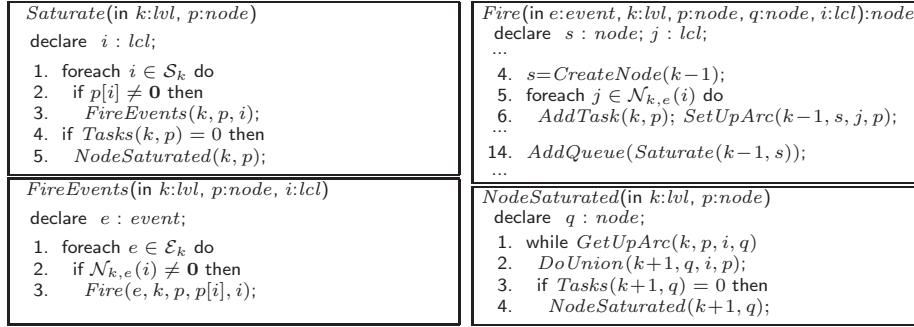 Saturate(in k:lvl, p:node)
declare i : lcl;
1. foreach i ∈ S_k do
2. if p[i] ≠ 0 then
3. FireEvents(k, p, i);
4. if Tasks(k, p) = 0 then
5. NodeSaturated(k, p);
FireEvents(in k:lvl, p:node, i:lcl)
declare e : event;
1. foreach e ∈ E_k do
2. if N_{k,e}(i) ≠ 0 then
3. Fire(e, k, p, p[i], i);
Fire(in e:event, k:lvl, p:node, q:node, i:lcl):node
declare s : node; j : lcl;
...
4. s=CreateNode(k−1);
5. foreach j ∈ N_{k,e}(i) do
6. AddTask(k, p); SetUpArc(k−1, s, j, p);
...
14. AddQueue(Saturate(k−1, s));
...
NodeSaturated(in k:lvl, p:node)
declare q : node;
1. while GetUpArc(k, p, i, q)
2. DoUnion(k+1, q, i, p);
3. if Tasks(k+1, q) = 0 then
4. NodeSaturated(k+1, q);